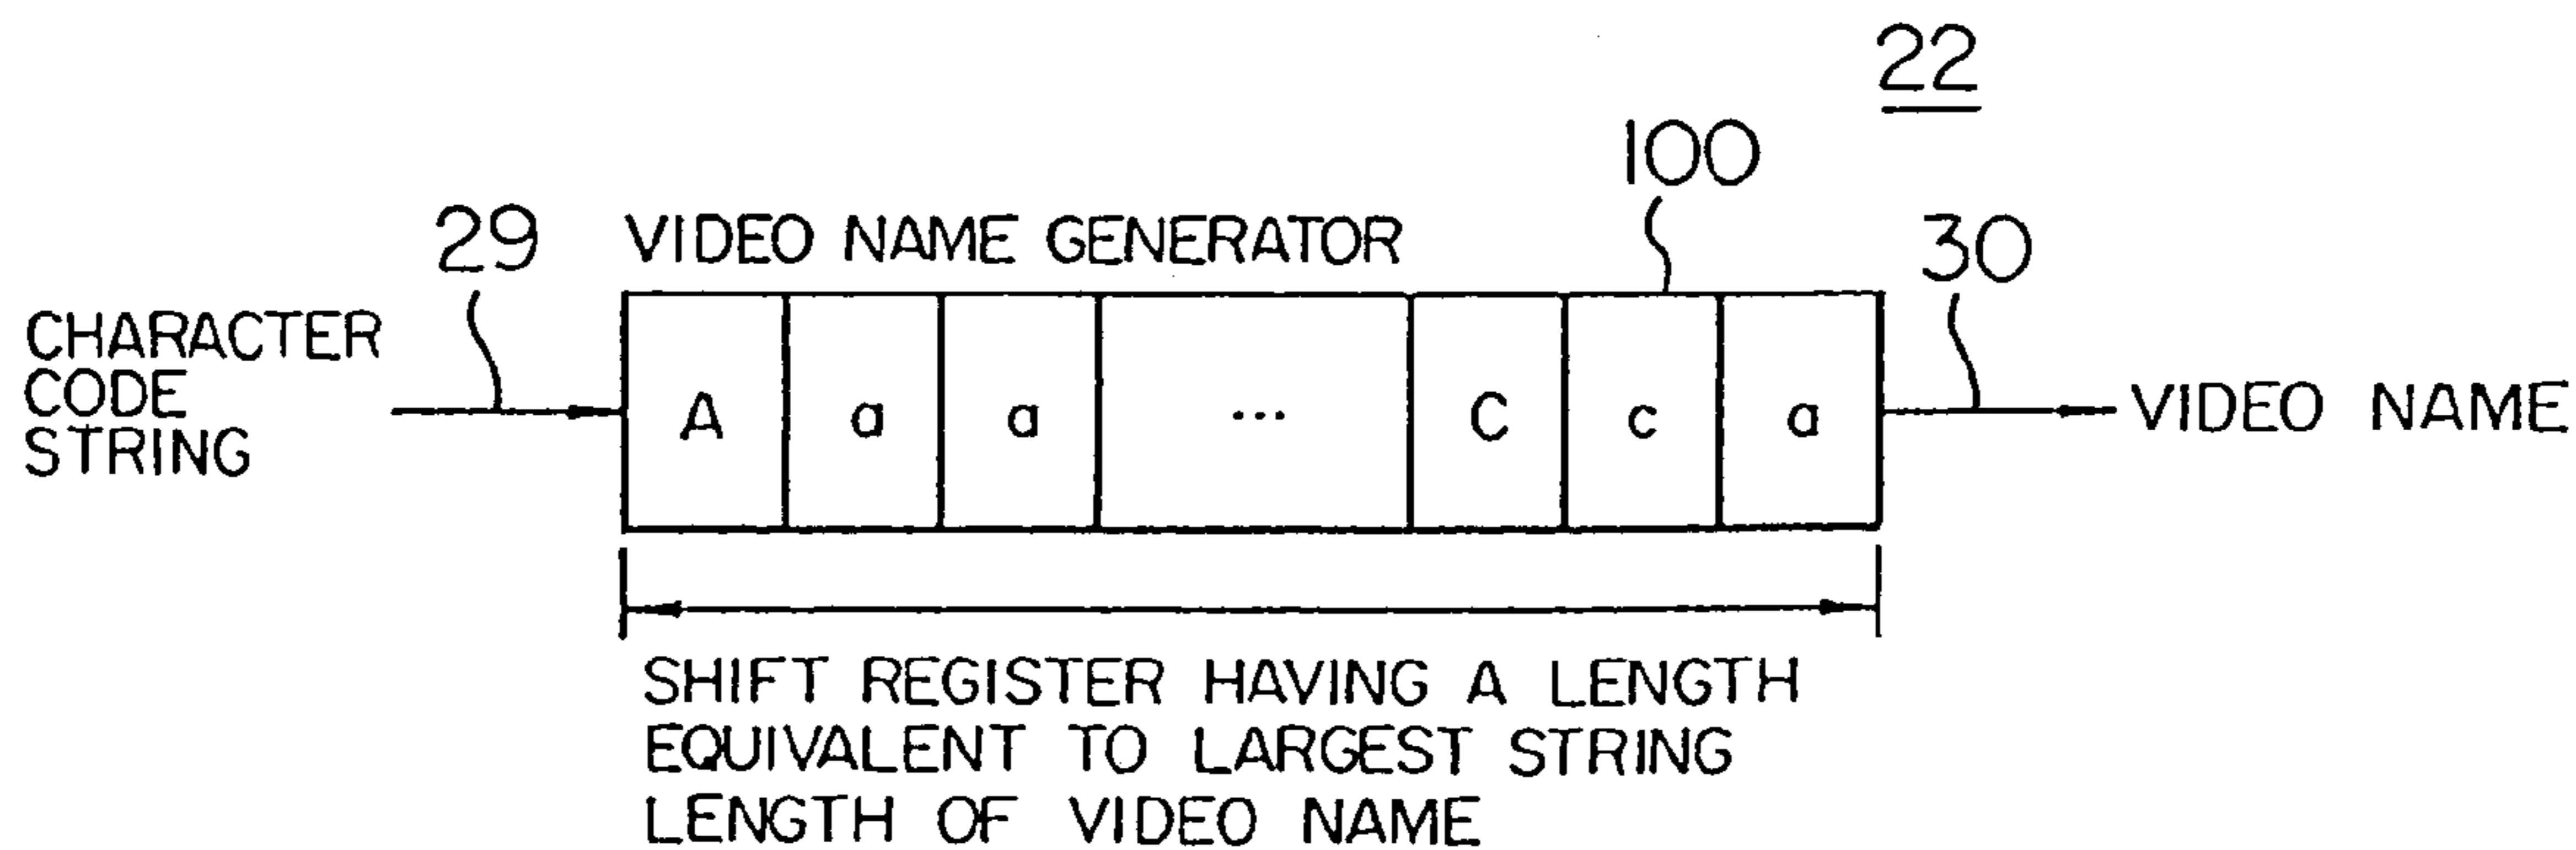 22
100
29
VIDEO NAME GENERATOR
30
CHARACTER
CODE
STRING
A a a ... C c a
VIDEO NAME
SHIFT REGISTER HAVING A LENGTH
EQUIVALENT TO LARGEST STRING
LENGTH OF VIDEO NAME